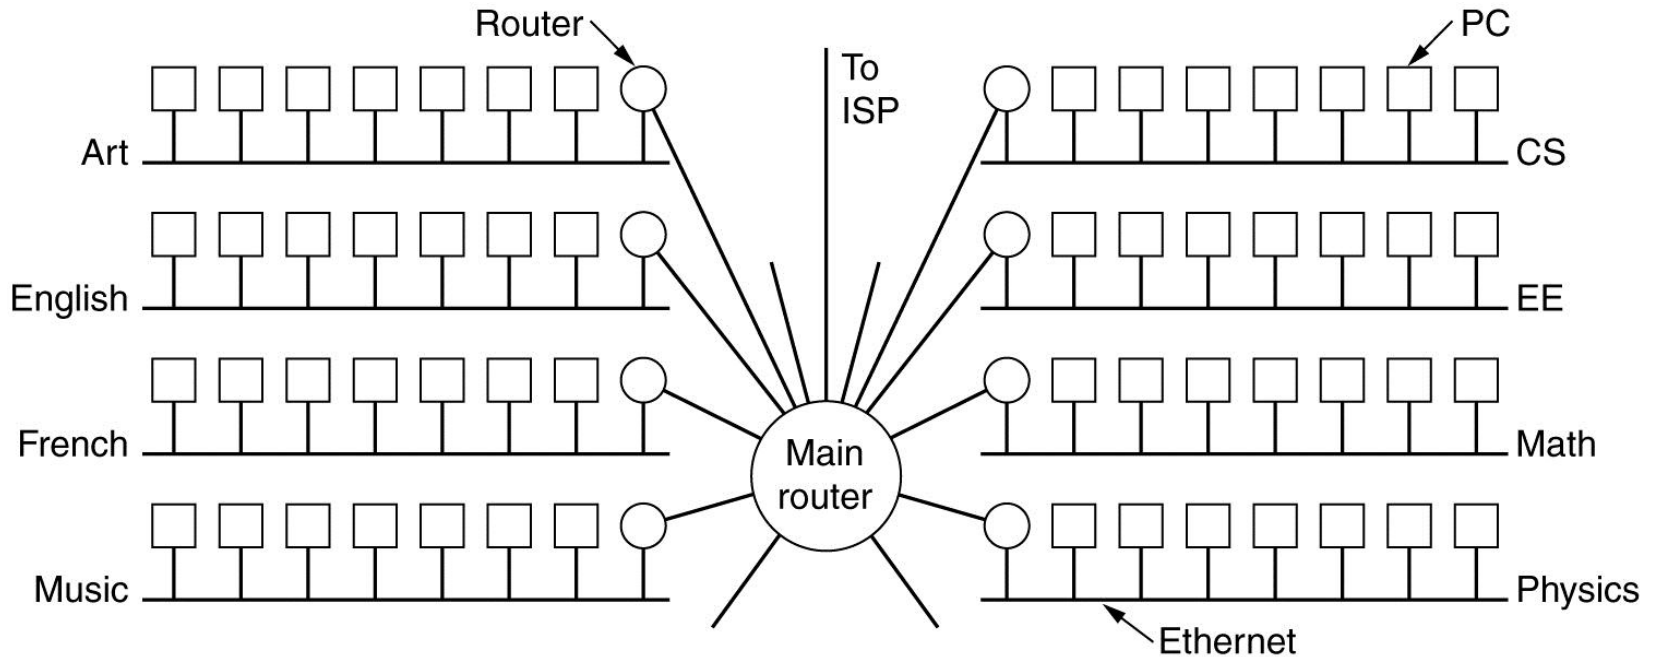 Router
PC
To
ISP
Art
CS
English
EE
French
Math
Main
router
Music
Physics
Ethernet